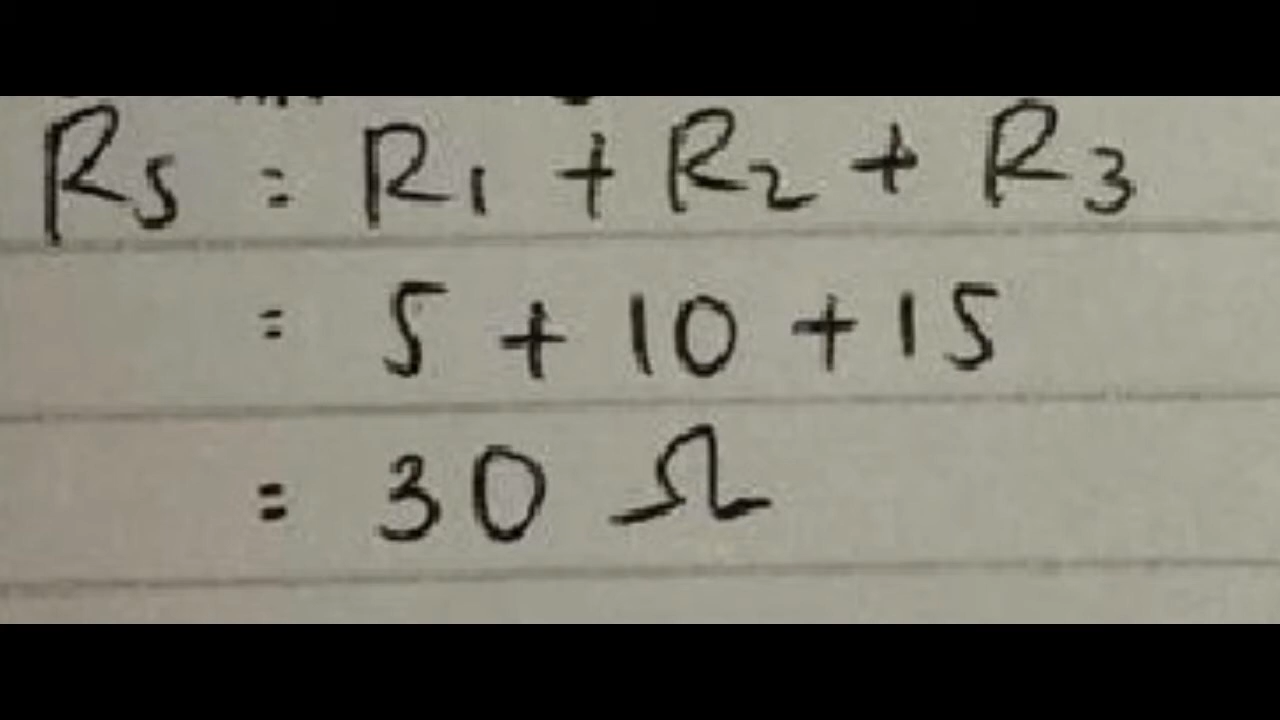 Rs = R1 + R2 + R3
= 5 + 10 + 15
= 30 Ω